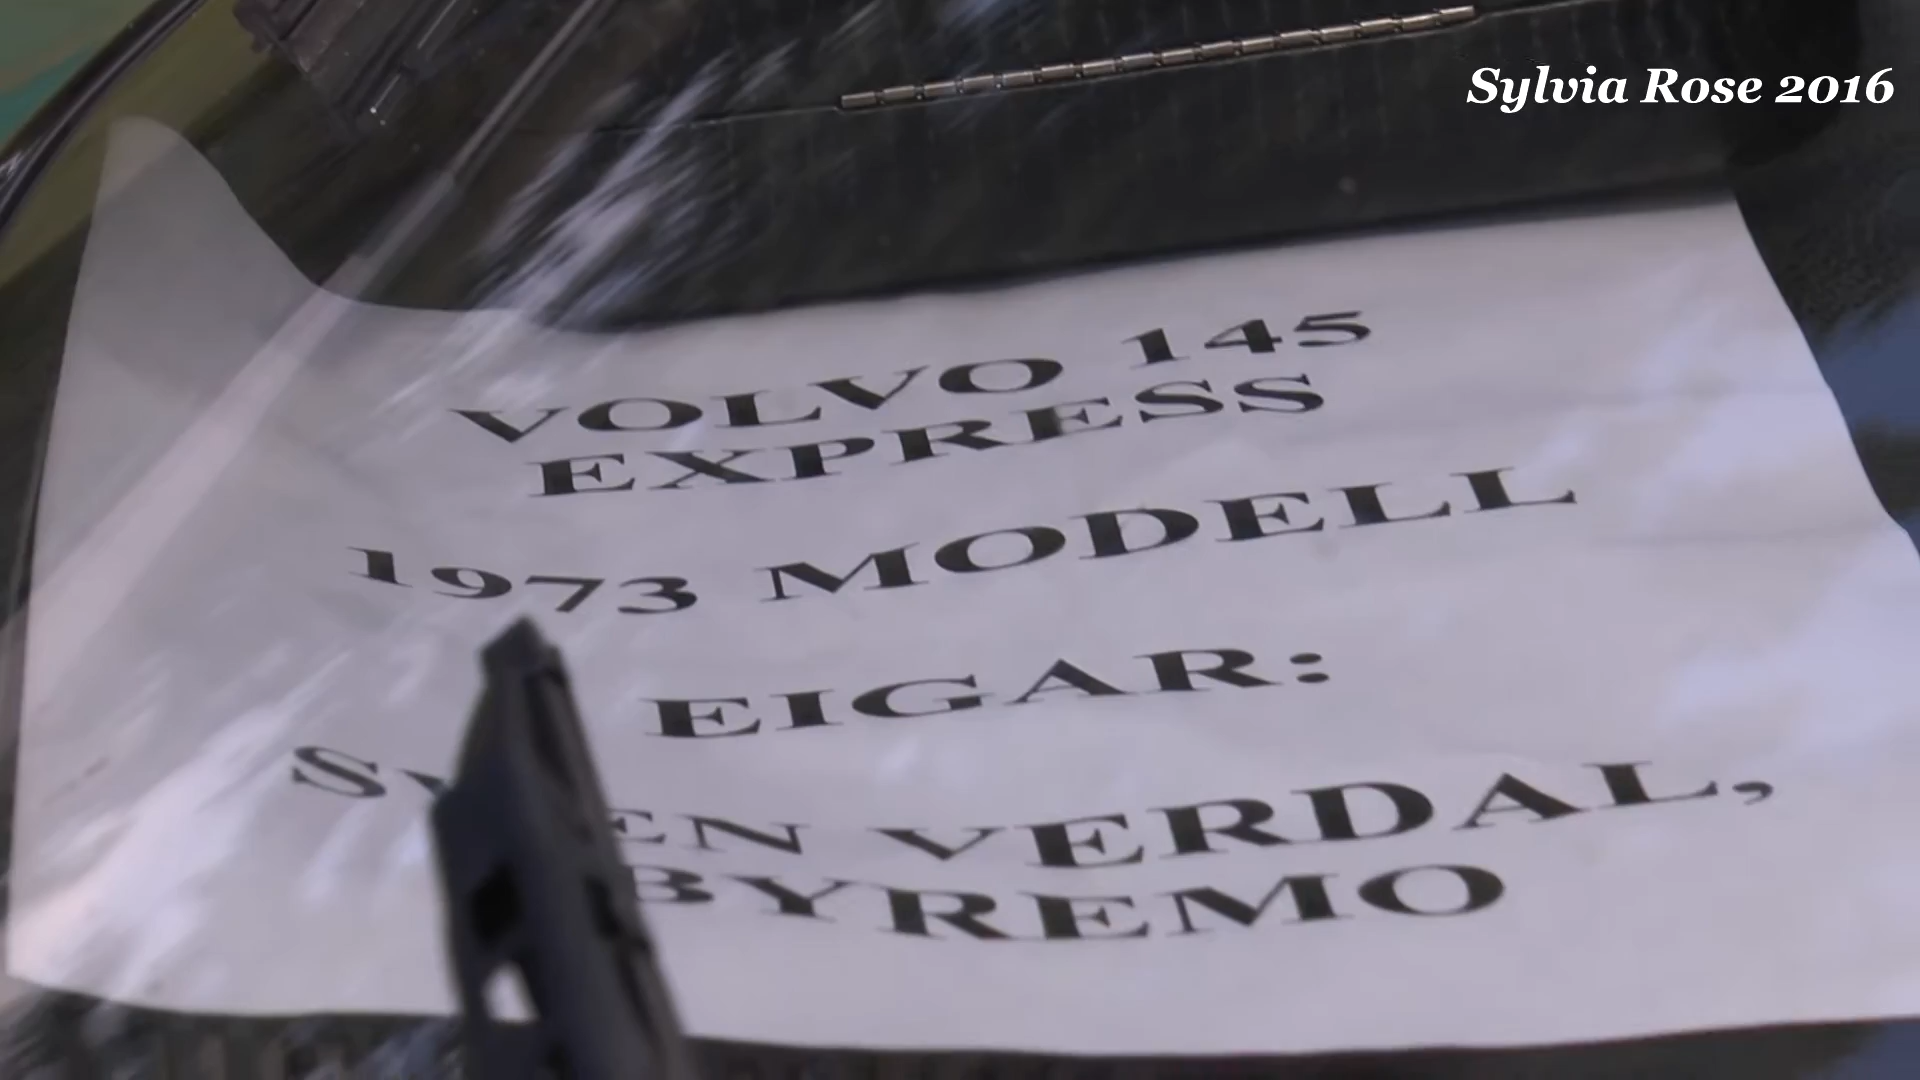 Sylvia Rose 2016
VOLVO 145
EXPRESS
1973 MODELL
EIGAR:
VERDAL,
BYREMO